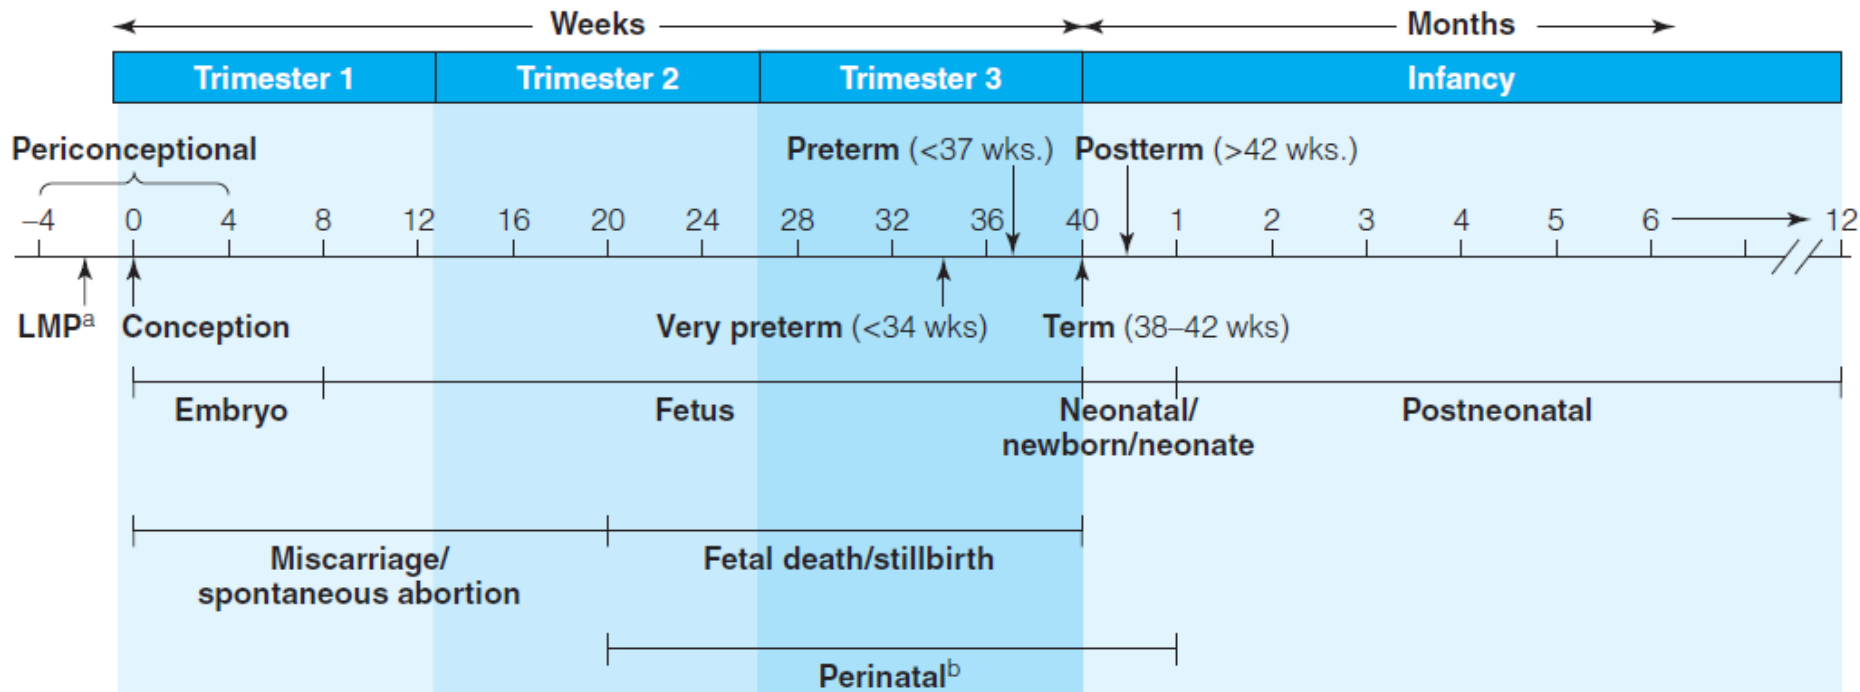 Weeks Months
Trimester 1 Trimester 2 Trimester 3 Infancy
Periconceptional Preterm (<37 wks.) Postterm (>42 wks.)
–4 0 4 8 12 16 20 24 28 32 36 40 1 2 3 4 5 6 12
LMPa Conception Very preterm (<34 wks) Term (38–42 wks)
Embryo Fetus Neonatal/ Postneonatal
newborn/neonate
Miscarriage/ Fetal death/stillbirth
spontaneous abortion
Perinatalb